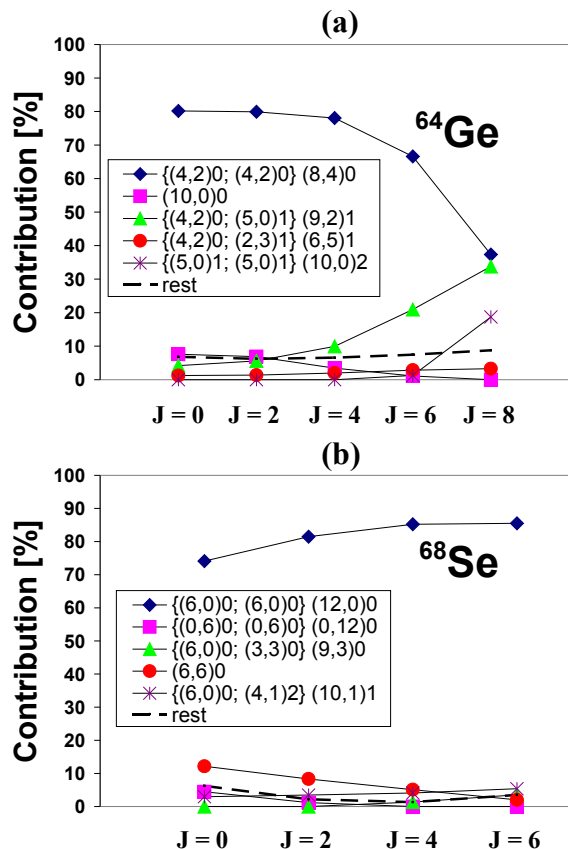 (a)
100
90
80
70
60
50
40
30
20
10
0
Contribution [%]
⁶⁴Ge
{(4,2)0; (4,2)0} (8,4)0
(10,0)0
{(4,2)0; (5,0)1} (9,2)1
{(4,2)0; (2,3)1} (6,5)1
{(5,0)1; (5,0)1} (10,0)2
rest
J = 0 J = 2 J = 4 J = 6 J = 8
(b)
100
90
80
70
60
50
40
30
20
10
0
Contribution [%]
⁶⁸Se
{(6,0)0; (6,0)0} (12,0)0
{(0,6)0; (0,6)0} (0,12)0
{(6,0)0; (3,3)0} (9,3)0
(6,6)0
{(6,0)0; (4,1)2} (10,1)1
rest
J = 0 J = 2 J = 4 J = 6